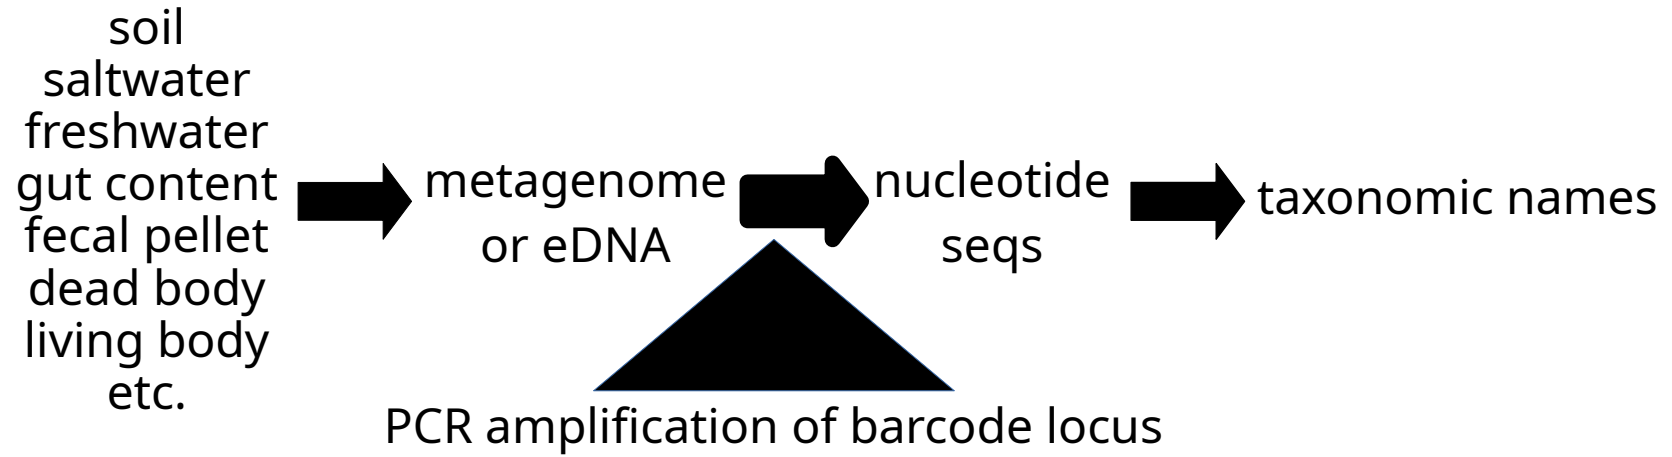 soil
saltwater
freshwater
gut content
fecal pellet
dead body
living body
etc.
metagenome
or eDNA
nucleotide
seqs
taxonomic names
PCR amplification of barcode locus